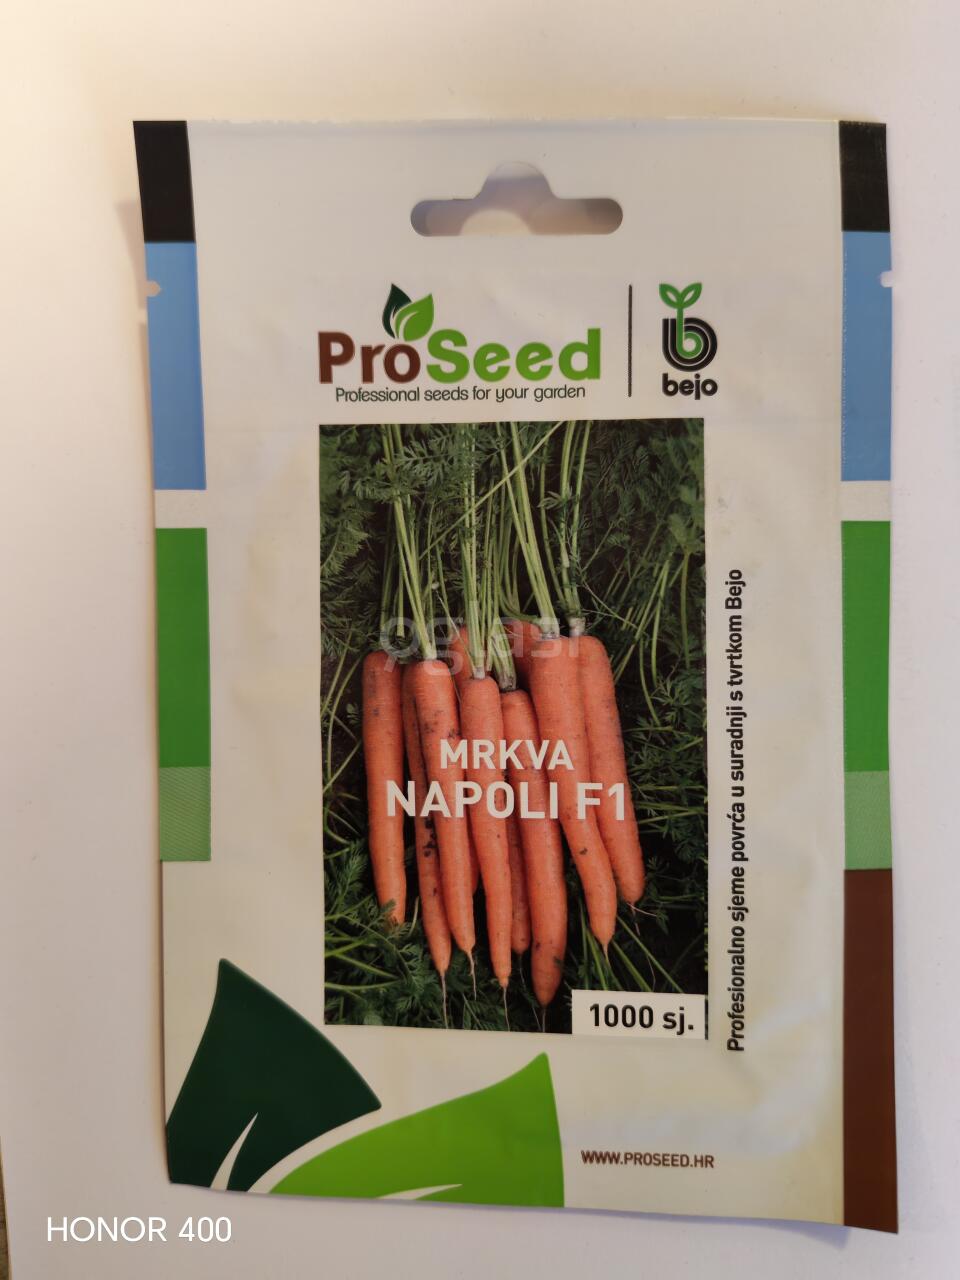 ProSeed
Professional seeds for your garden
bejo
oglasi
MRKVA
NAPOLI F1
1000 sj.
Profesionalno sjeme povrća u suradnji s tvrtkom Bejo
WWW.PROSEED.HR
HONOR 400